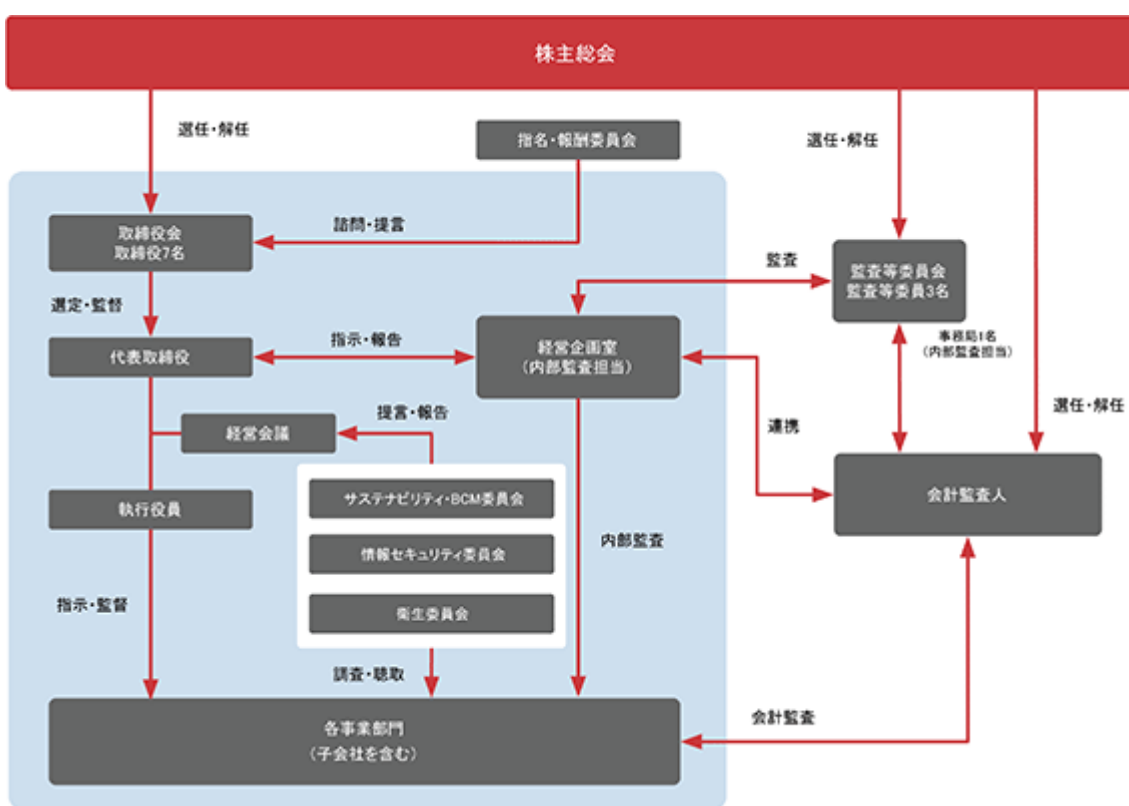 株主総会
選任・解任
指名・報酬委員会
選任・解任
取締役会
取締役7名
諮問・提言
監査
監査等委員会
監査等委員3名
選定・監督
事務局1名
(内部監査担当)
代表取締役
指示・報告
経営企画室
(内部監査担当)
選任・解任
提言・報告
経営会議
連携
サステナビリティ・BCM委員会
執行役員
会計監査人
内部監査
情報セキュリティ委員会
指示・監督
衛生委員会
調査・聴取
会計監査
各事業部門
(子会社を含む)